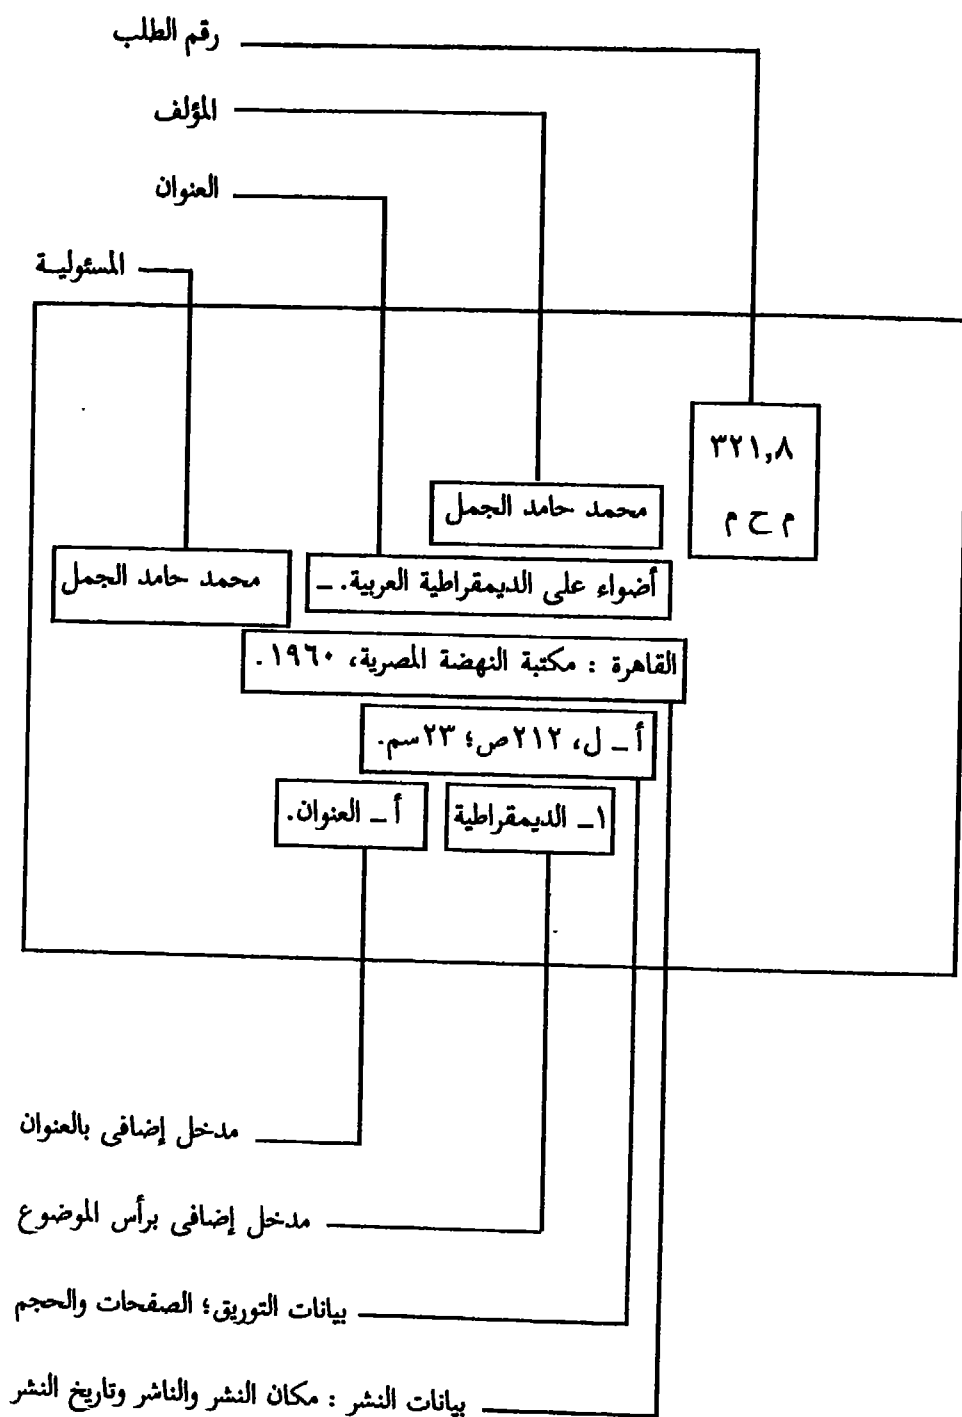 رقم الطلب
المؤلف
العنوان
المسئولية
٣٢١,٨
م ح م
محمد حامد الجمل
أضواء على الديمقراطية العربية. ـ محمد حامد الجمل
القاهرة : مكتبة النهضة المصرية، ١٩٦٠.
أ ـ ل، ٢١٢ص؛ ٢٣سم.
١ـ الديمقراطية أ ـ العنوان.
مدخل إضافى بالعنوان
مدخل إضافى برأس الموضوع
بيانات التوريق؛ الصفحات والحجم
بيانات النشر : مكان النشر والناشر وتاريخ النشر